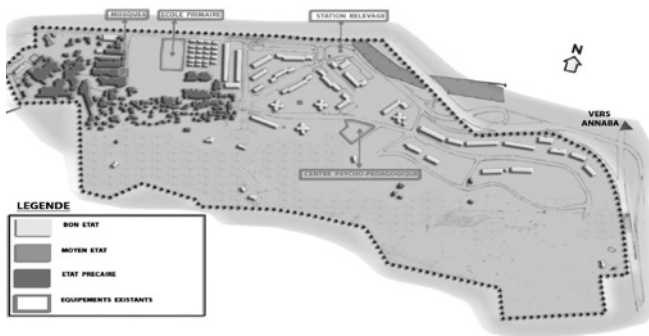 MOSQUEE
ECOLE PRIMAIRE
STATION RELEVAGE
N
VERS
ANNABA
CENTRE PSYCHO-PEDAGOGIQUE
LEGENDE
BON ETAT
MOYEN ETAT
ETAT PRECAIRE
EQUIPEMENTS EXISTANTS